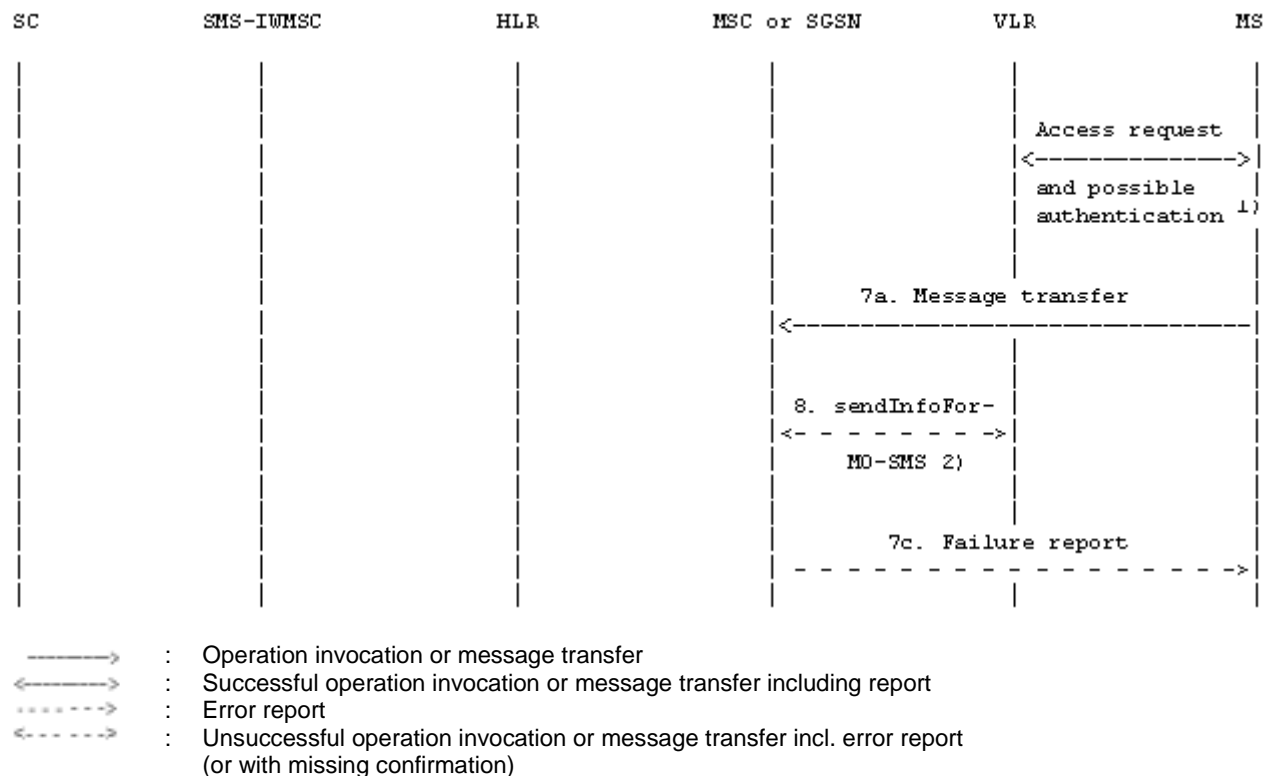 SC SMS-IWMSC HLR MSC or SGSN VLR MS
Access request
and possible
authentication 1)
7a. Message transfer
8. sendInfoFor-
MO-SMS 2)
7c. Failure report
: Operation invocation or message transfer
: Successful operation invocation or message transfer including report
: Error report
: Unsuccessful operation invocation or message transfer incl. error report
(or with missing confirmation)